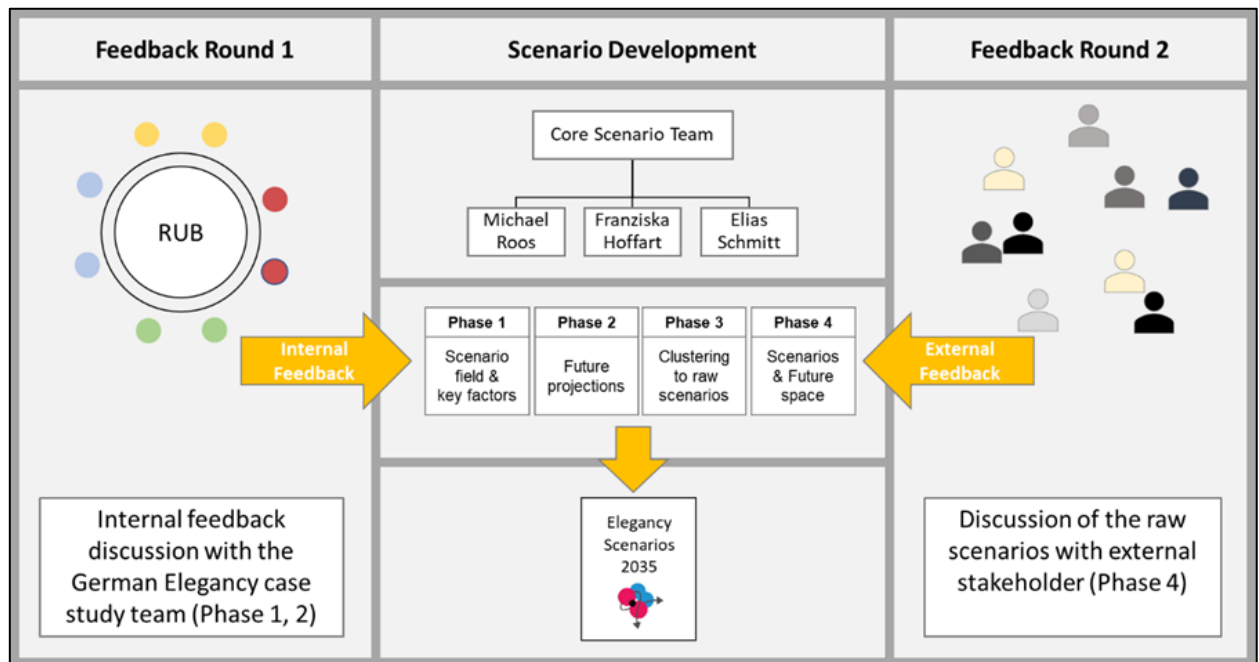 Feedback Round 1
Scenario Development
Feedback Round 2
RUB
Internal
Feedback
Internal feedback
discussion with the
German Elegancy case
study team (Phase 1, 2)
Core Scenario Team
Michael
Roos
Franziska
Hoffart
Elias
Schmitt
Phase 1
Scenario
field &
key factors
Phase 2
Future
projections
Phase 3
Clustering
to raw
scenarios
Phase 4
Scenarios
& Future
space
Elegancy
Scenarios
2035
External
Feedback
Discussion of the raw
scenarios with external
stakeholder (Phase 4)